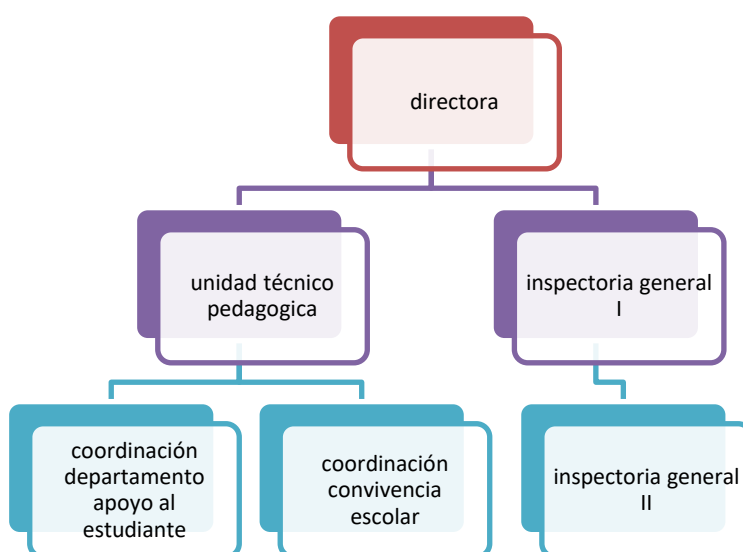 directora
unidad técnico
pedagogica
inspectoria general
I
coordinación
departamento
apoyo al
estudiante
coordinación
convivencia
escolar
inspectoria general
II